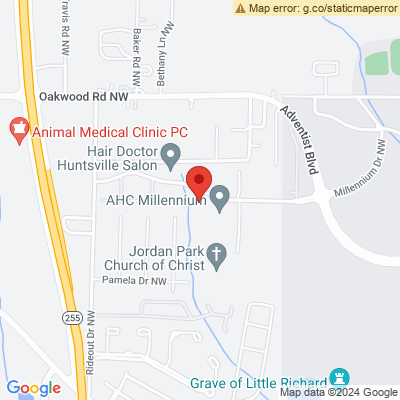 Map error: g.co/staticmaperror
Travis Rd NW
Baker Rd NW
Bethany Ln NW
Oakwood Rd NW
Adventist Blvd
Animal Medical Clinic PC
Hair Doctor
Huntsville Salon
Millennium Dr NW
AHC Millennium
Jordan Park
Church of Christ
Pamela Dr NW
255
Rideout Dr NW
Grave of Little Richard
Google
Map data ©2024 Google